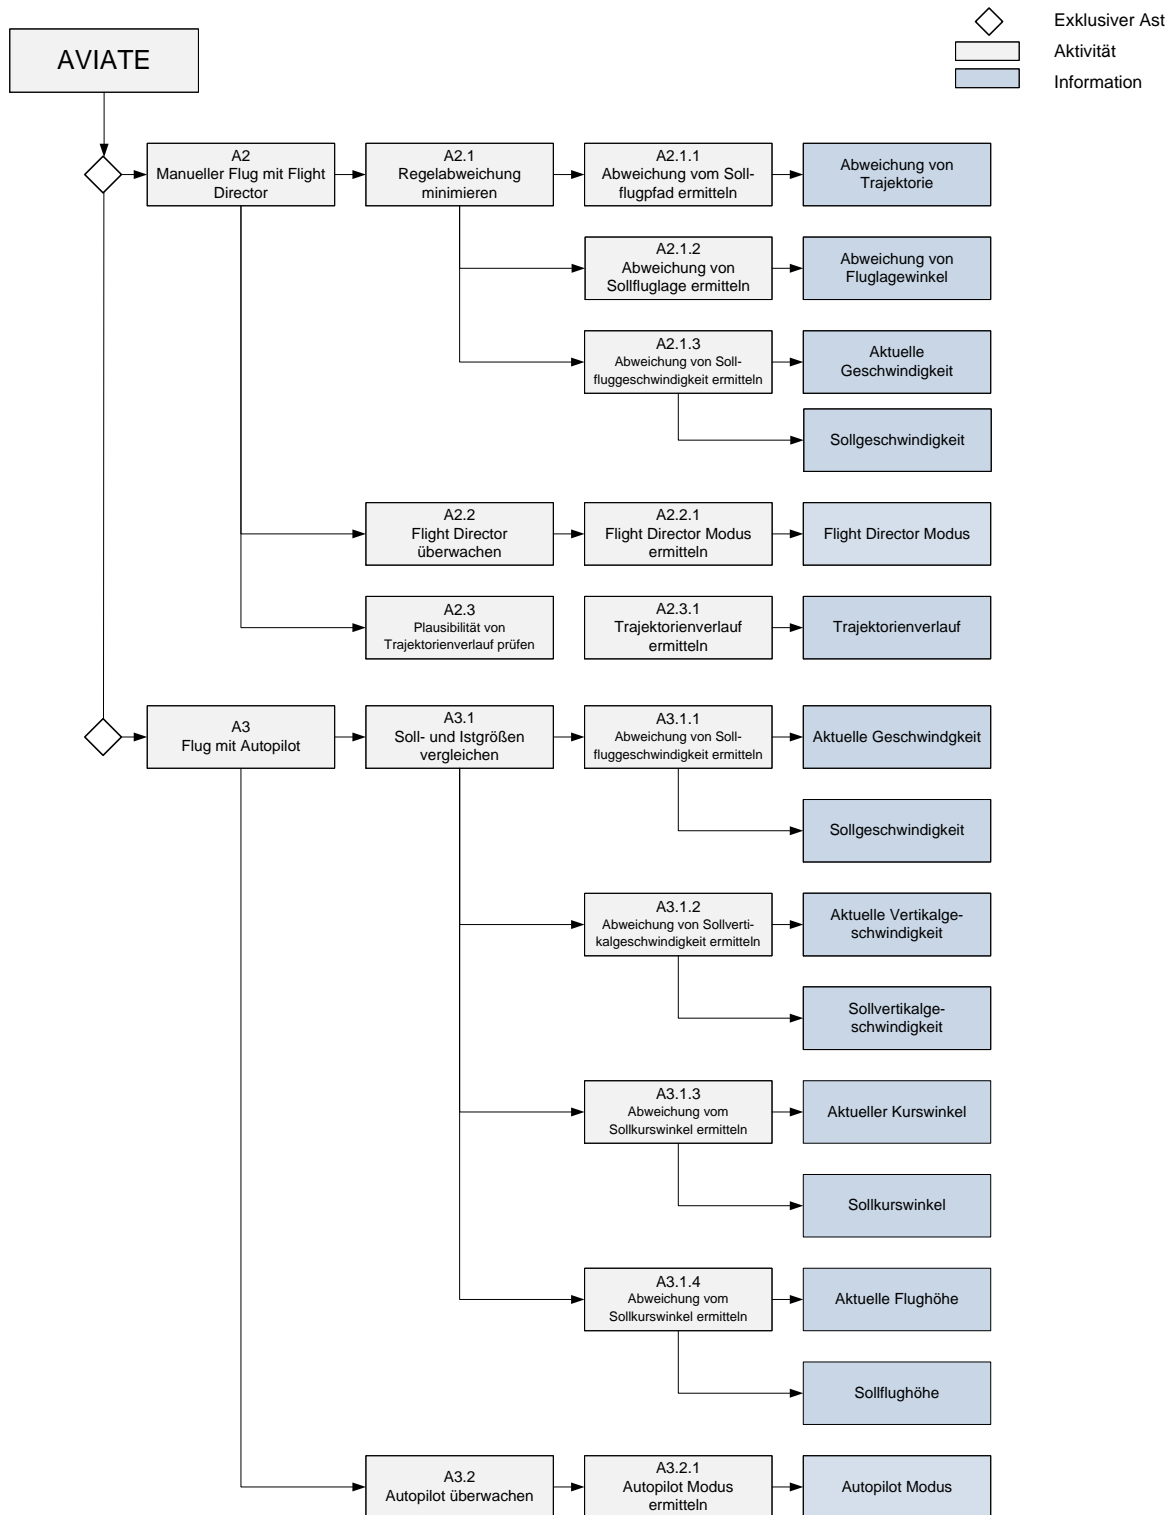 Exklusiver Ast
Aktivität
Information
AVIATE
A2
Manueller Flug mit Flight
Director
A2.1
Regelabweichung
minimieren
A2.1.1
Abweichung vom Soll-
flugpfad ermitteln
Abweichung von
Trajektorie
A2.1.2
Abweichung von
Sollfluglage ermitteln
Abweichung von
Fluglagewinkel
A2.1.3
Abweichung von Soll-
fluggeschwindigkeit ermitteln
Aktuelle
Geschwindigkeit
Sollgeschwindigkeit
A2.2
Flight Director
überwachen
A2.2.1
Flight Director Modus
ermitteln
Flight Director Modus
A2.3
Plausibilität von
Trajektorienverlauf prüfen
A2.3.1
Trajektorienverlauf
ermitteln
Trajektorienverlauf
A3
Flug mit Autopilot
A3.1
Soll- und Istgrößen
vergleichen
A3.1.1
Abweichung von Soll-
fluggeschwindigkeit ermitteln
Aktuelle Geschwindgkeit
Sollgeschwindigkeit
A3.1.2
Abweichung von Sollverti-
kalgeschwindigkeit ermitteln
Aktuelle Vertikalge-
schwindigkeit
Sollvertikalge-
schwindigkeit
A3.1.3
Abweichung vom
Sollkurswinkel ermitteln
Aktueller Kurswinkel
Sollkurswinkel
A3.1.4
Abweichung vom
Sollkurswinkel ermitteln
Aktuelle Flughöhe
Sollflughöhe
A3.2
Autopilot überwachen
A3.2.1
Autopilot Modus
ermitteln
Autopilot Modus